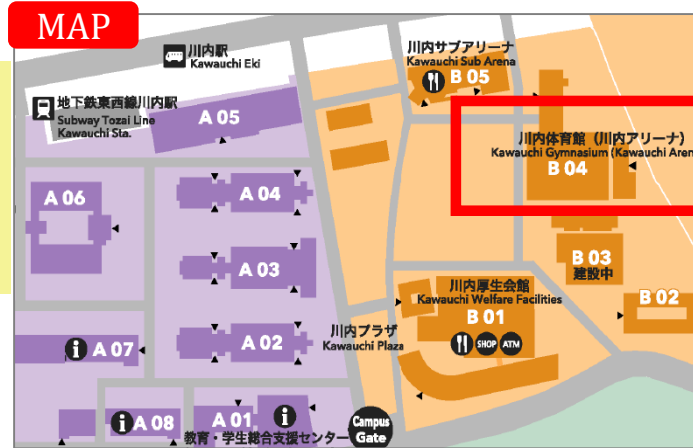 MAP
川内駅
Kawauchi Eki
地下鉄東西線川内駅
Subway Tozai Line
Kawauchi Sta.
A 05
川内サブアリーナ
Kawauchi Sub Arena
B 05
川内体育館（川内アリーナ）
Kawauchi Gymnasium (Kawauchi Aren
B 04
A 06
A 04
A 03
B 03
建設中
B 02
川内厚生会館
Kawauchi Welfare Facilities
B 01
SHOP
ATM
川内プラザ
Kawauchi Plaza
A 02
i
A 07
i
A 08
A 01
i
教育・学生総合支援センター
Campus
Gate